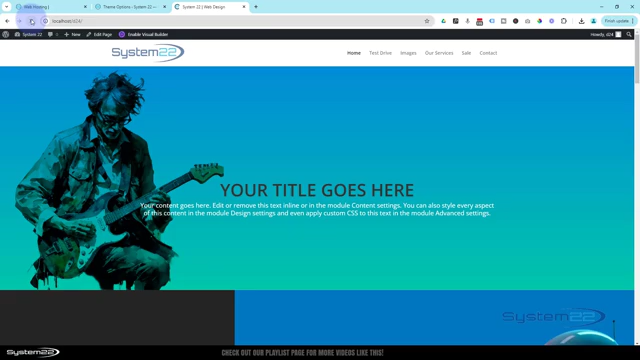 Web Hosting |
Theme Options - System 22 —
System 22 | Web Design
localhost/d24/
Finish update
System 22
New
Edit Page
Enable Visual Builder
Howdy, d24
System22
Home
Test Drive
Images
Our Services
Sale
Contact
YOUR TITLE GOES HERE
Your content goes here. Edit or remove this text inline or in the module Content settings. You can also style every aspect
of this content in the module Design settings and even apply custom CSS to this text in the module Advanced settings.
System22
System22
CHECK OUT OUR PLAYLIST PAGE FOR MORE VIDEOS LIKE THIS!